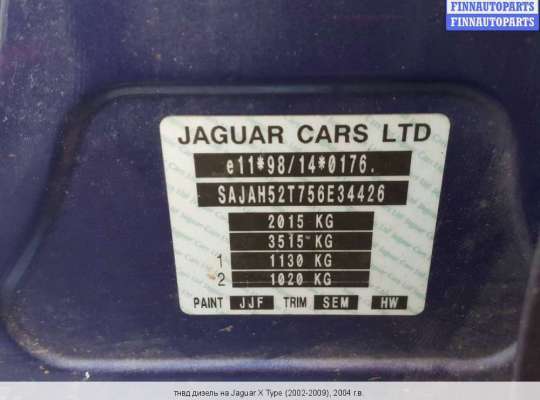 FINNAUTOPARTS
FINNAUTOPARTS
JAGUAR CARS LTD
e11*98/14*0176.
SAJAH52T756E34426
2015 KG
3515 KG
1 1130 KG
2 1020 KG
PAINT JJF TRIM SEM HW
тнвд дизель на Jaguar X Type (2002-2009), 2004 г.в.